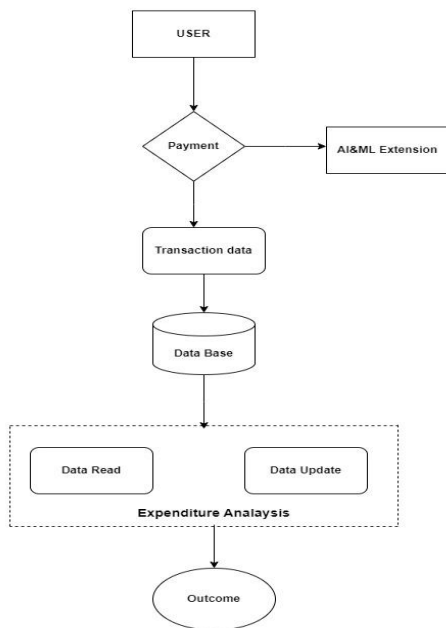 USER
Payment
AI&ML Extension
Transaction data
Data Base
Data Read
Data Update
Expenditure Analaysis
Outcome